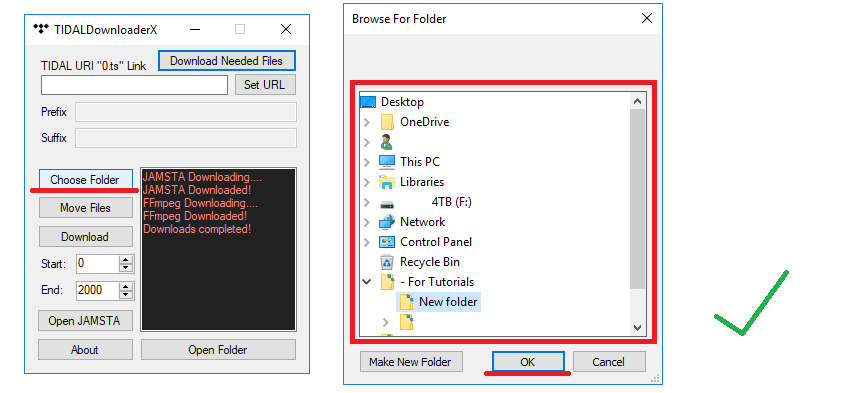 TIDALDownloaderX
TIDAL URI "0.ts" Link
Download Needed Files
Set URL
Prefix
Suffix
Choose Folder
Move Files
Download
Start: 0
End: 2000
Open JAMSTA
About
JAMSTA Downloading....
JAMSTA Downloaded!
FFmpeg Downloading....
FFmpeg Downloaded!
Downloads completed!
Open Folder
Browse For Folder
Desktop
OneDrive
This PC
Libraries
4TB (F:)
Network
Control Panel
Recycle Bin
- For Tutorials
New folder
Make New Folder
OK
Cancel